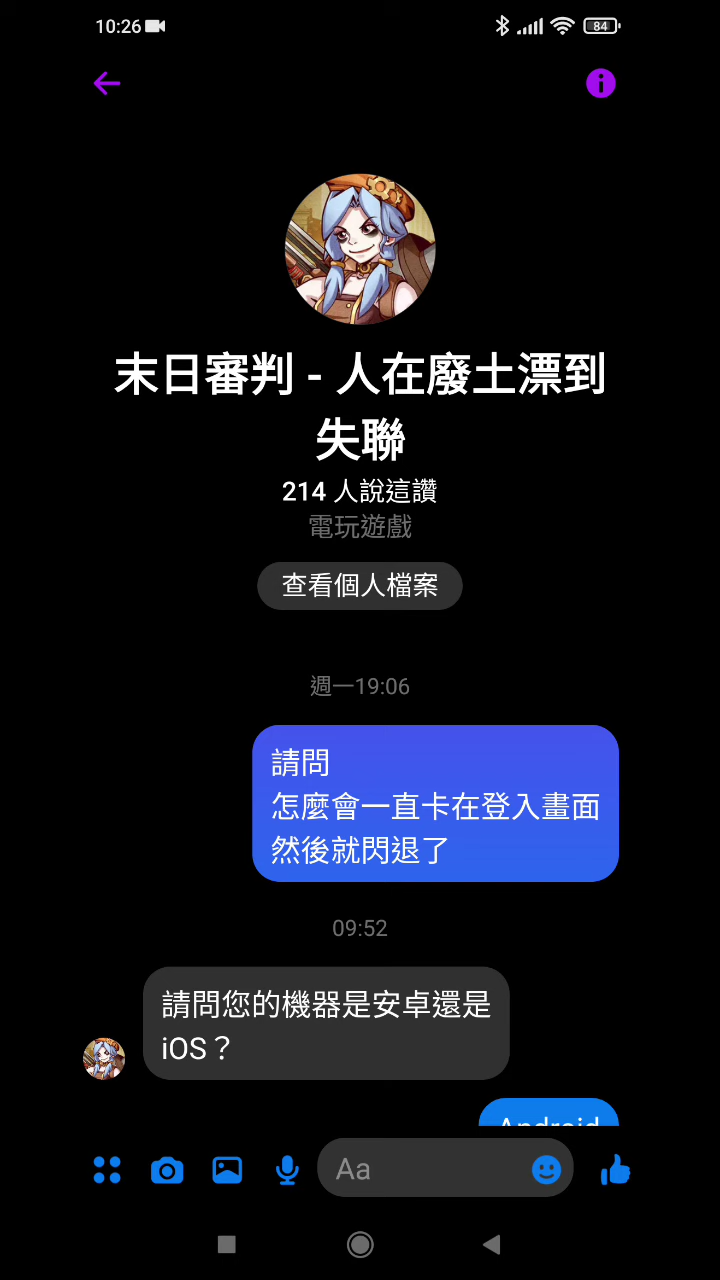 10:26
84
末日審判 - 人在廢土漂到
失聯
214 人說這讚
電玩遊戲
查看個人檔案
週一19:06
請問
怎麼會一直卡在登入畫面
然後就閃退了
09:52
請問您的機器是安卓還是
iOS？
Android
Aa